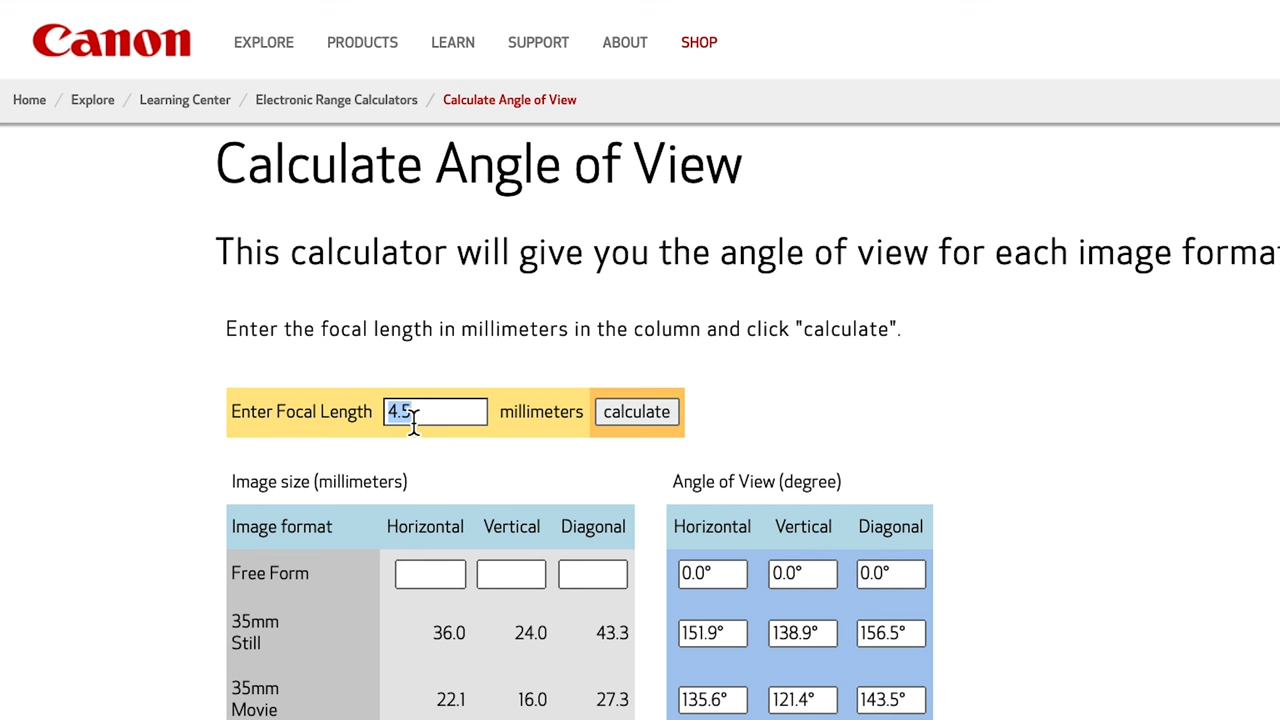 Canon EXPLORE PRODUCTS LEARN SUPPORT ABOUT SHOP
Home / Explore / Learning Center / Electronic Range Calculators / Calculate Angle of View
Calculate Angle of View
This calculator will give you the angle of view for each image
Enter the focal length in millimeters in the column and click "calculate".
Enter Focal Length 4.5 millimeters calculate
Image size (millimeters) Angle of View (degree)
Image format Horizontal Vertical Diagonal Horizontal Vertical Diagonal
Free Form 0.0° 0.0° 0.0°
35mm
Still 36.0 24.0 43.3 151.9° 138.9° 156.5°
35mm
Movie 22.1 16.0 27.3 135.6° 121.4° 143.5°